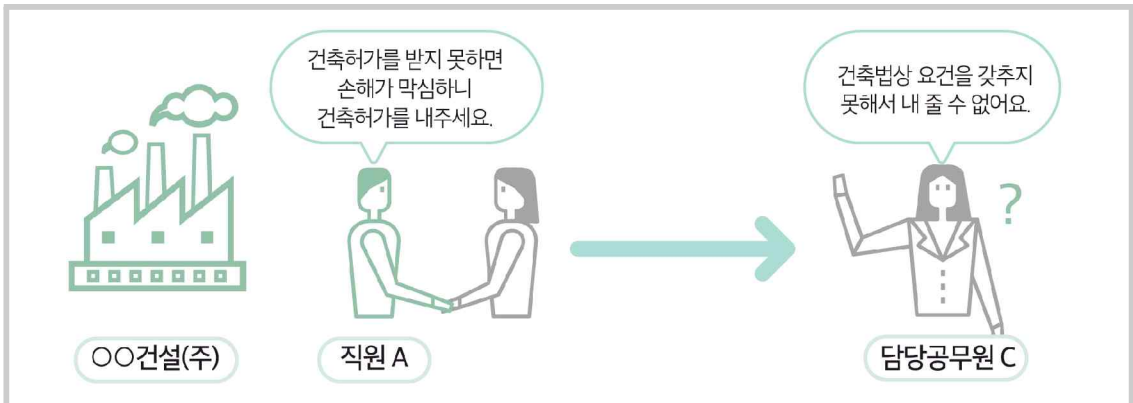 건축허가를 받지 못하면
손해가 막심하니
건축허가를 내주세요.
건축법상 요건을 갖추지
못해서 내 줄 수 없어요.
?
○○건설(주)
직원 A
담당공무원 C